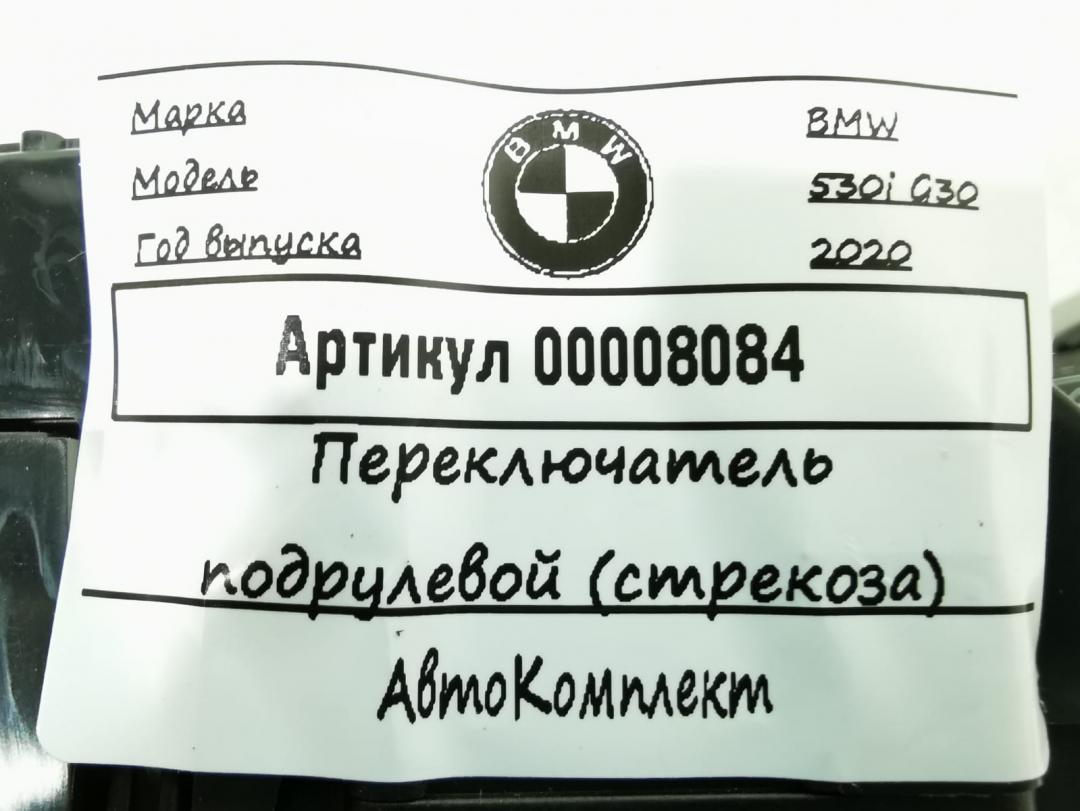 Марка BMW BMW
Модель 530i G30
Год выпуска 2020
Артикул 00008084
Переключатель
подрулевой (стрекоза)
АвтоКомплект